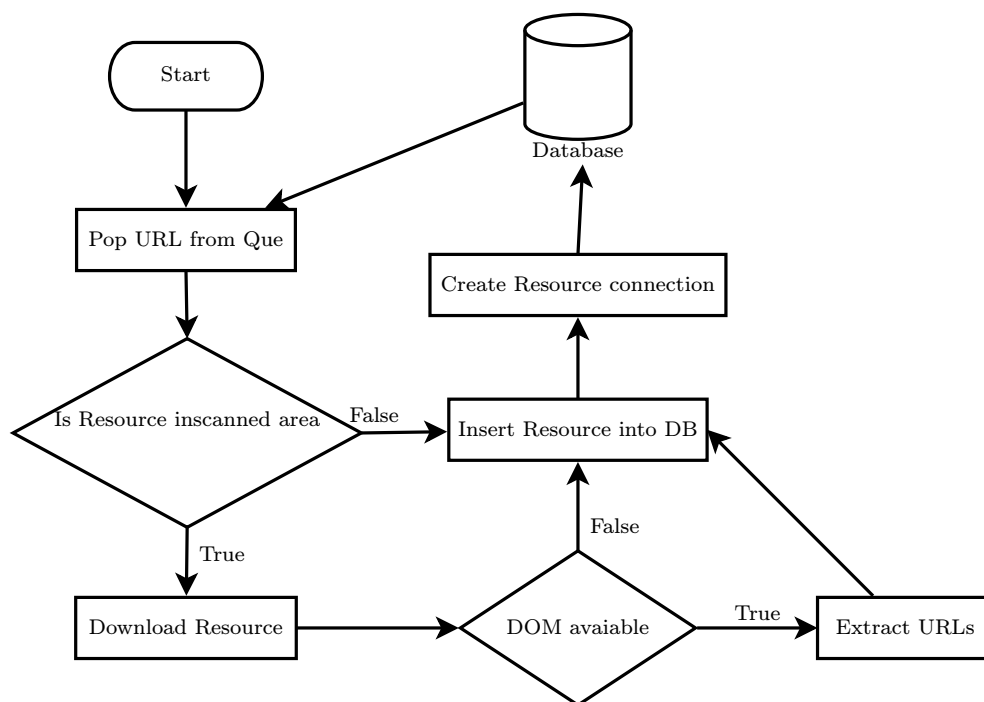 Start
Database
Pop URL from Que
Create Resource connection
Is Resource inscanned area
False
Insert Resource into DB
False
True
Download Resource
DOM avaiable
True
Extract URLs